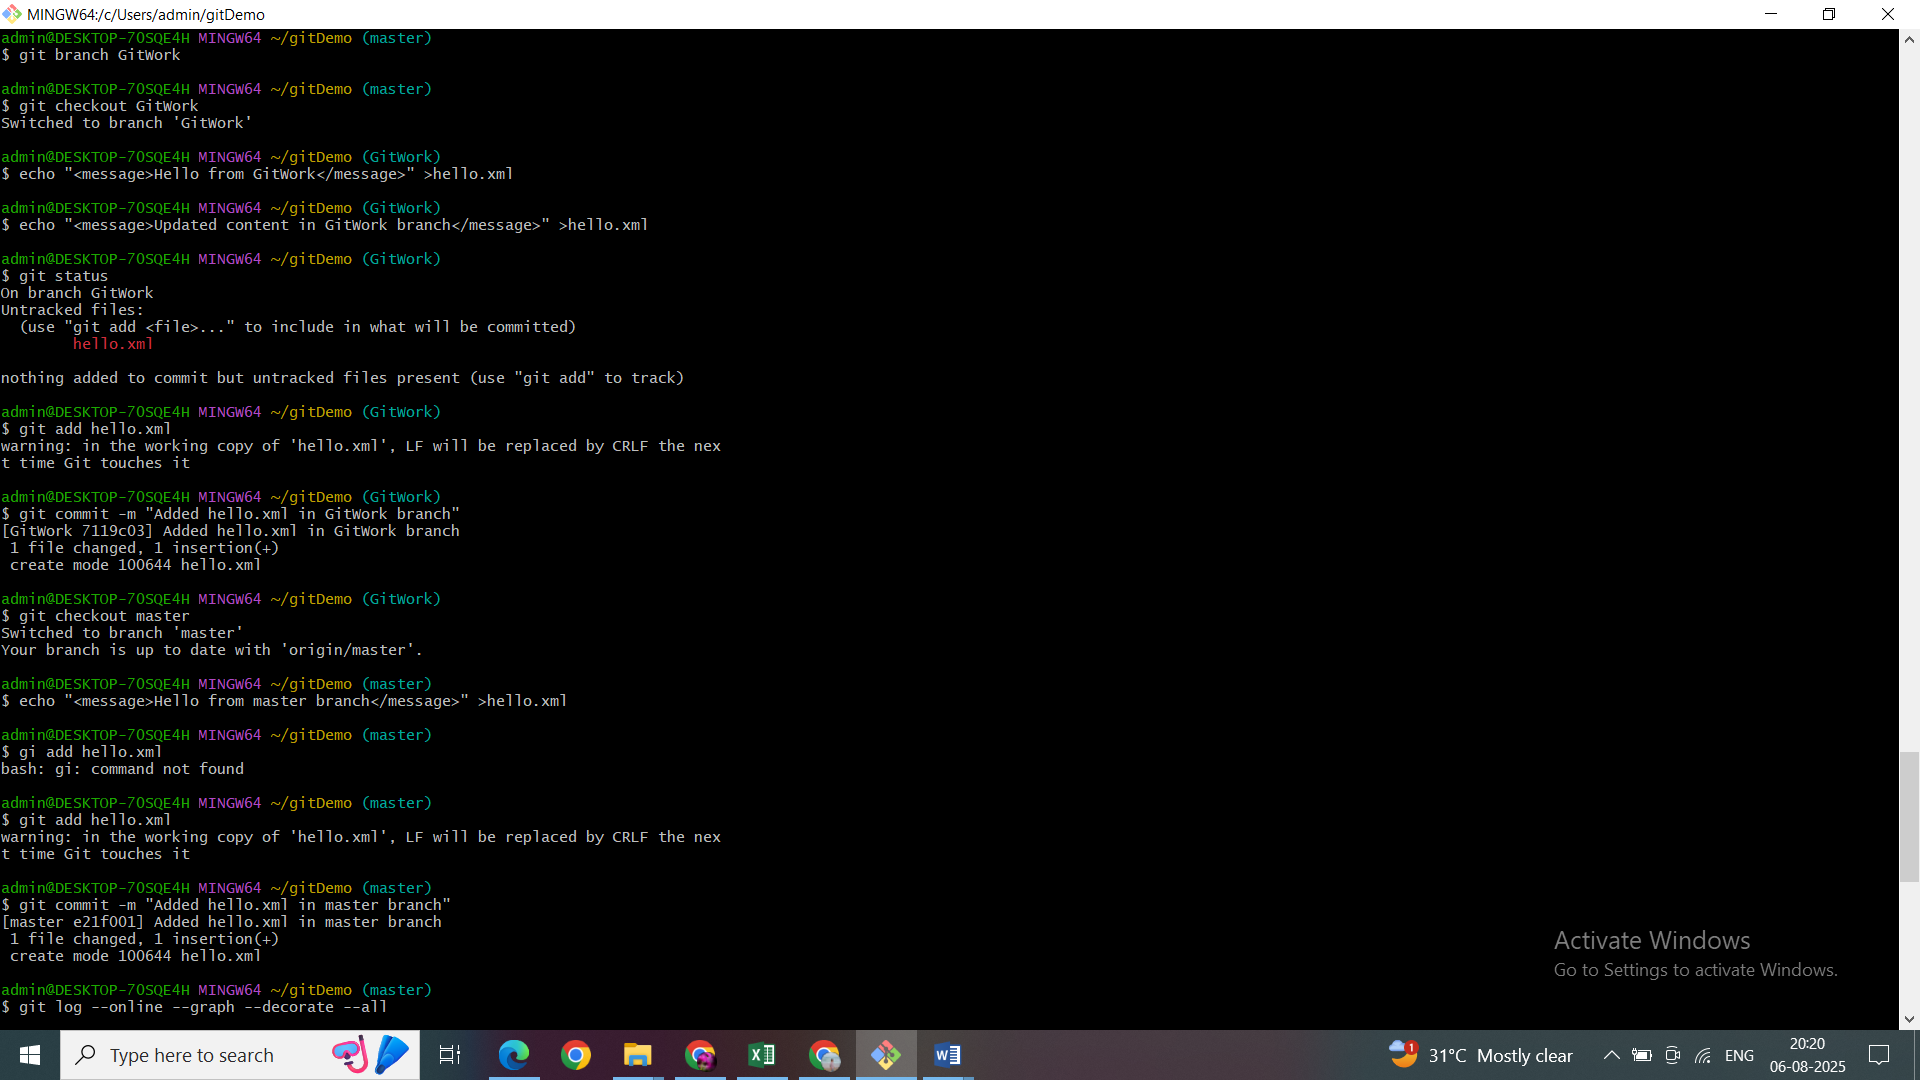 MINGW64:/c/Users/admin/gitDemo
admin@DESKTOP-7OSQE4H MINGW64 ~/gitDemo (master)
$ git branch GitWork
admin@DESKTOP-7OSQE4H MINGW64 ~/gitDemo (master)
$ git checkout GitWork
Switched to branch 'GitWork'
admin@DESKTOP-7OSQE4H MINGW64 ~/gitDemo (GitWork)
$ echo "<message>Hello from GitWork</message>" >hello.xml
admin@DESKTOP-7OSQE4H MINGW64 ~/gitDemo (GitWork)
$ echo "<message>Updated content in GitWork branch</message>" >hello.xml
admin@DESKTOP-7OSQE4H MINGW64 ~/gitDemo (GitWork)
$ git status
On branch GitWork
Untracked files:
  (use "git add <file>..." to include in what will be committed)
        hello.xml
nothing added to commit but untracked files present (use "git add" to track)
admin@DESKTOP-7OSQE4H MINGW64 ~/gitDemo (GitWork)
$ git add hello.xml
warning: in the working copy of 'hello.xml', LF will be replaced by CRLF the nex
t time Git touches it
admin@DESKTOP-7OSQE4H MINGW64 ~/gitDemo (GitWork)
$ git commit -m "Added hello.xml in GitWork branch"
[GitWork 7119c03] Added hello.xml in GitWork branch
 1 file changed, 1 insertion(+)
 create mode 100644 hello.xml
admin@DESKTOP-7OSQE4H MINGW64 ~/gitDemo (GitWork)
$ git checkout master
Switched to branch 'master'
Your branch is up to date with 'origin/master'.
admin@DESKTOP-7OSQE4H MINGW64 ~/gitDemo (master)
$ echo "<message>Hello from master branch</message>" >hello.xml
admin@DESKTOP-7OSQE4H MINGW64 ~/gitDemo (master)
$ gi add hello.xml
bash: gi: command not found
admin@DESKTOP-7OSQE4H MINGW64 ~/gitDemo (master)
$ git add hello.xml
warning: in the working copy of 'hello.xml', LF will be replaced by CRLF the nex
t time Git touches it
admin@DESKTOP-7OSQE4H MINGW64 ~/gitDemo (master)
$ git commit -m "Added hello.xml in master branch"
[master e21f001] Added hello.xml in master branch
 1 file changed, 1 insertion(+)
 create mode 100644 hello.xml
admin@DESKTOP-7OSQE4H MINGW64 ~/gitDemo (master)
$ git log --online --graph --decorate --all
Activate Windows
Go to Settings to activate Windows.
Type here to search
1
31°C Mostly clear
ENG
20:20
06-08-2025